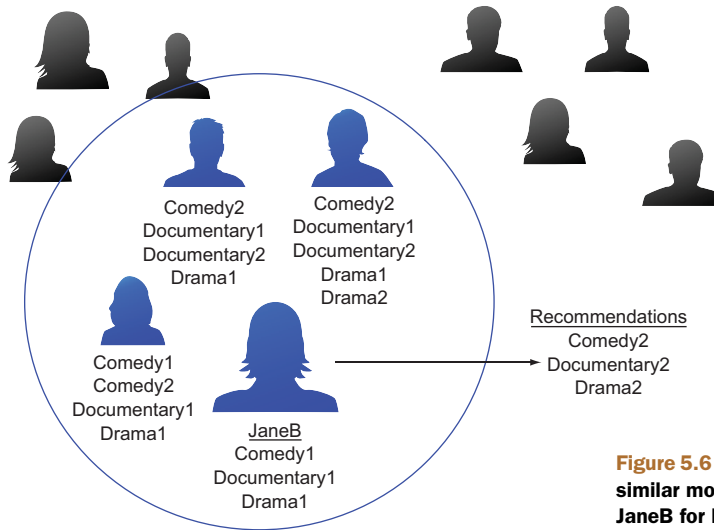 Comedy2
Documentary1
Documentary2
Drama1
Comedy2
Documentary1
Documentary2
Drama1
Drama2
Comedy1
Comedy2
Documentary1
Drama1
JaneB
Comedy1
Documentary1
Drama1
Recommendations
Comedy2
Documentary2
Drama2
Figure 5.6
similar mo
JaneB for